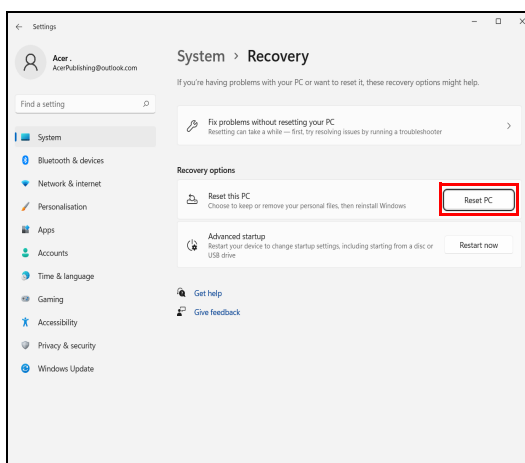 Settings
Acer .
AcerPublishing@outlook.com
Find a setting
System
Bluetooth & devices
Network & internet
Personalisation
Apps
Accounts
Time & language
Gaming
Accessibility
Privacy & security
Windows Update
System > Recovery
If you're having problems with your PC or want to reset it, these recovery options might help.
Fix problems without resetting your PC
Resetting can take a while — first, try resolving issues by running a troubleshooter
Recovery options
Reset this PC
Choose to keep or remove your personal files, then reinstall Windows
Reset PC
Advanced startup
Restart your device to change startup settings, including starting from a disc or
USB drive
Restart now
Get help
Give feedback